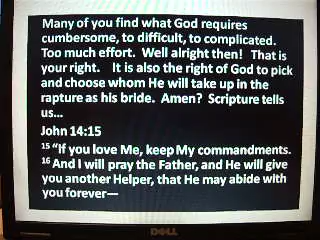 Many of you find what God requires
cumbersome, to difficult, to complicated.
Too much effort. Well alright then! That is
your right. It is also the right of God to pick
and choose whom He will take up in the
rapture as his bride. Amen? Scripture tells
us...
John 14:15
15 “If you love Me, keep My commandments.
16 And I will pray the Father, and He will give
you another Helper, that He may abide with
you forever—
DELL